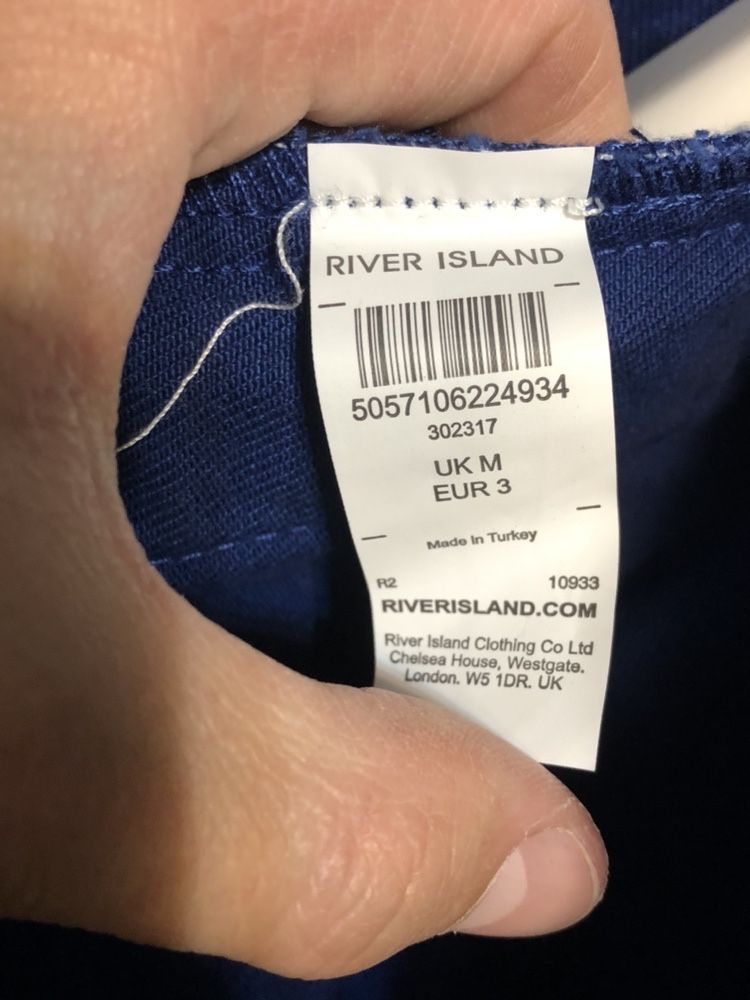 RIVER ISLAND
5057106224934
302317
UK M
EUR 3
Made In Turkey
R2 10933
RIVERISLAND.COM
River Island Clothing Co Ltd
Chelsea House, Westgate.
London. W5 1DR. UK